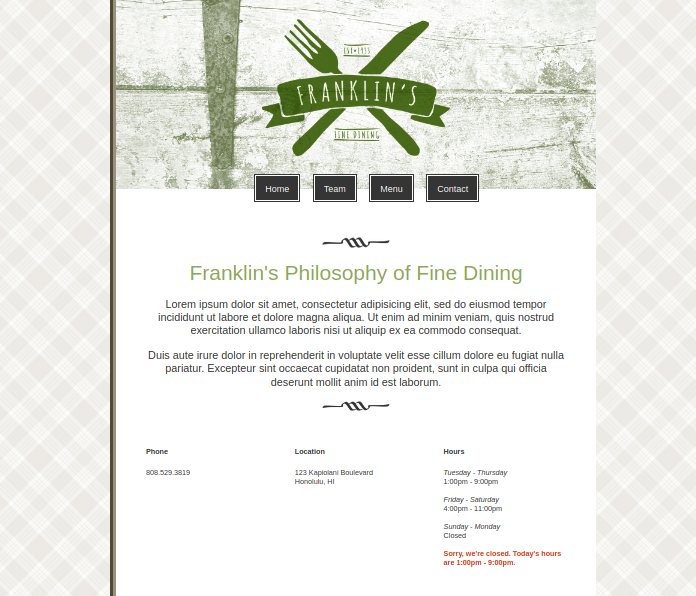 EST • 1935
FRANKLIN'S
FINE DINING
Home Team Menu Contact
Franklin's Philosophy of Fine Dining
Lorem ipsum dolor sit amet, consectetur adipisicing elit, sed do eiusmod tempor
incididunt ut labore et dolore magna aliqua. Ut enim ad minim veniam, quis nostrud
exercitation ullamco laboris nisi ut aliquip ex ea commodo consequat.
Duis aute irure dolor in reprehenderit in voluptate velit esse cillum dolore eu fugiat nulla
pariatur. Excepteur sint occaecat cupidatat non proident, sunt in culpa qui officia
deserunt mollit anim id est laborum.
Phone
808.529.3819
Location
123 Kapiolani Boulevard
Honolulu, HI
Hours
Tuesday - Thursday
1:00pm - 9:00pm
Friday - Saturday
4:00pm - 11:00pm
Sunday - Monday
Closed
Sorry, we're closed. Today's hours
are 1:00pm - 9:00pm.